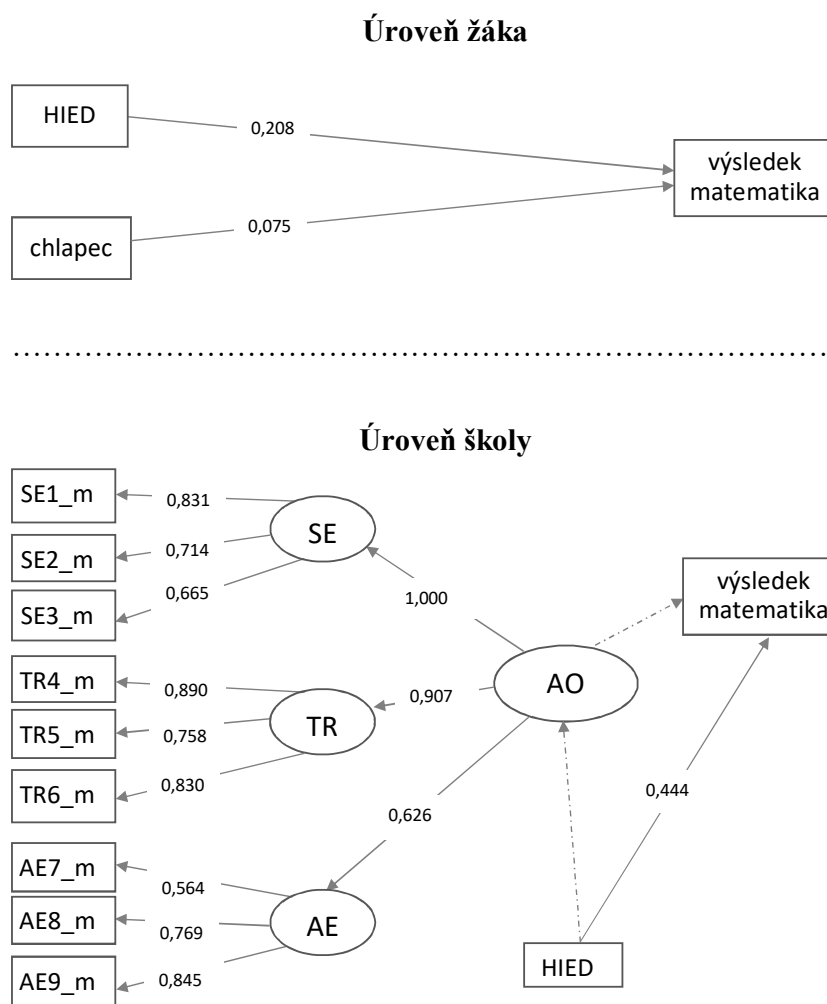 Úroveň žáka
HIED
0,208
výsledek
matematika
chlapec
0,075
Úroveň školy
SE1_m
0,831
SE
SE2_m
0,714
SE3_m
0,665
1,000
výsledek
matematika
TR4_m
0,890
TR
TR5_m
0,758
TR6_m
0,830
0,907
AO
0,626
0,444
AE7_m
0,564
AE
AE8_m
0,769
AE9_m
0,845
HIED